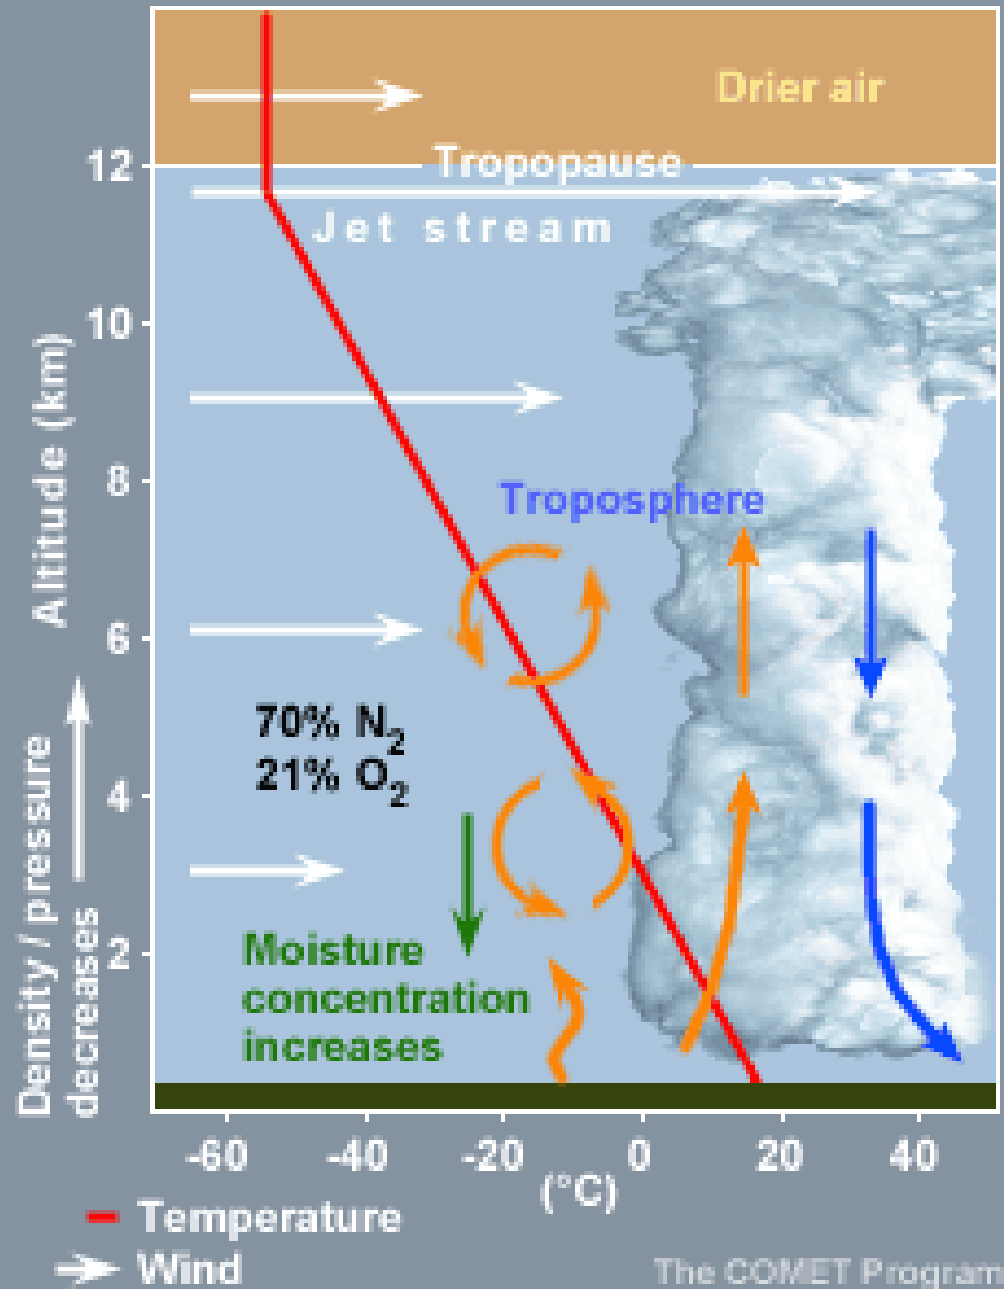 Drier air
Tropopause
Jet stream
Troposphere
70% N₂
21% O₂
Moisture
concentration
increases
12
10
8
6
4
2
Altitude (km)
Density / pressure
decreases
-60 -40 -20 0 20 40
(°C)
Temperature
Wind
The COMET Program